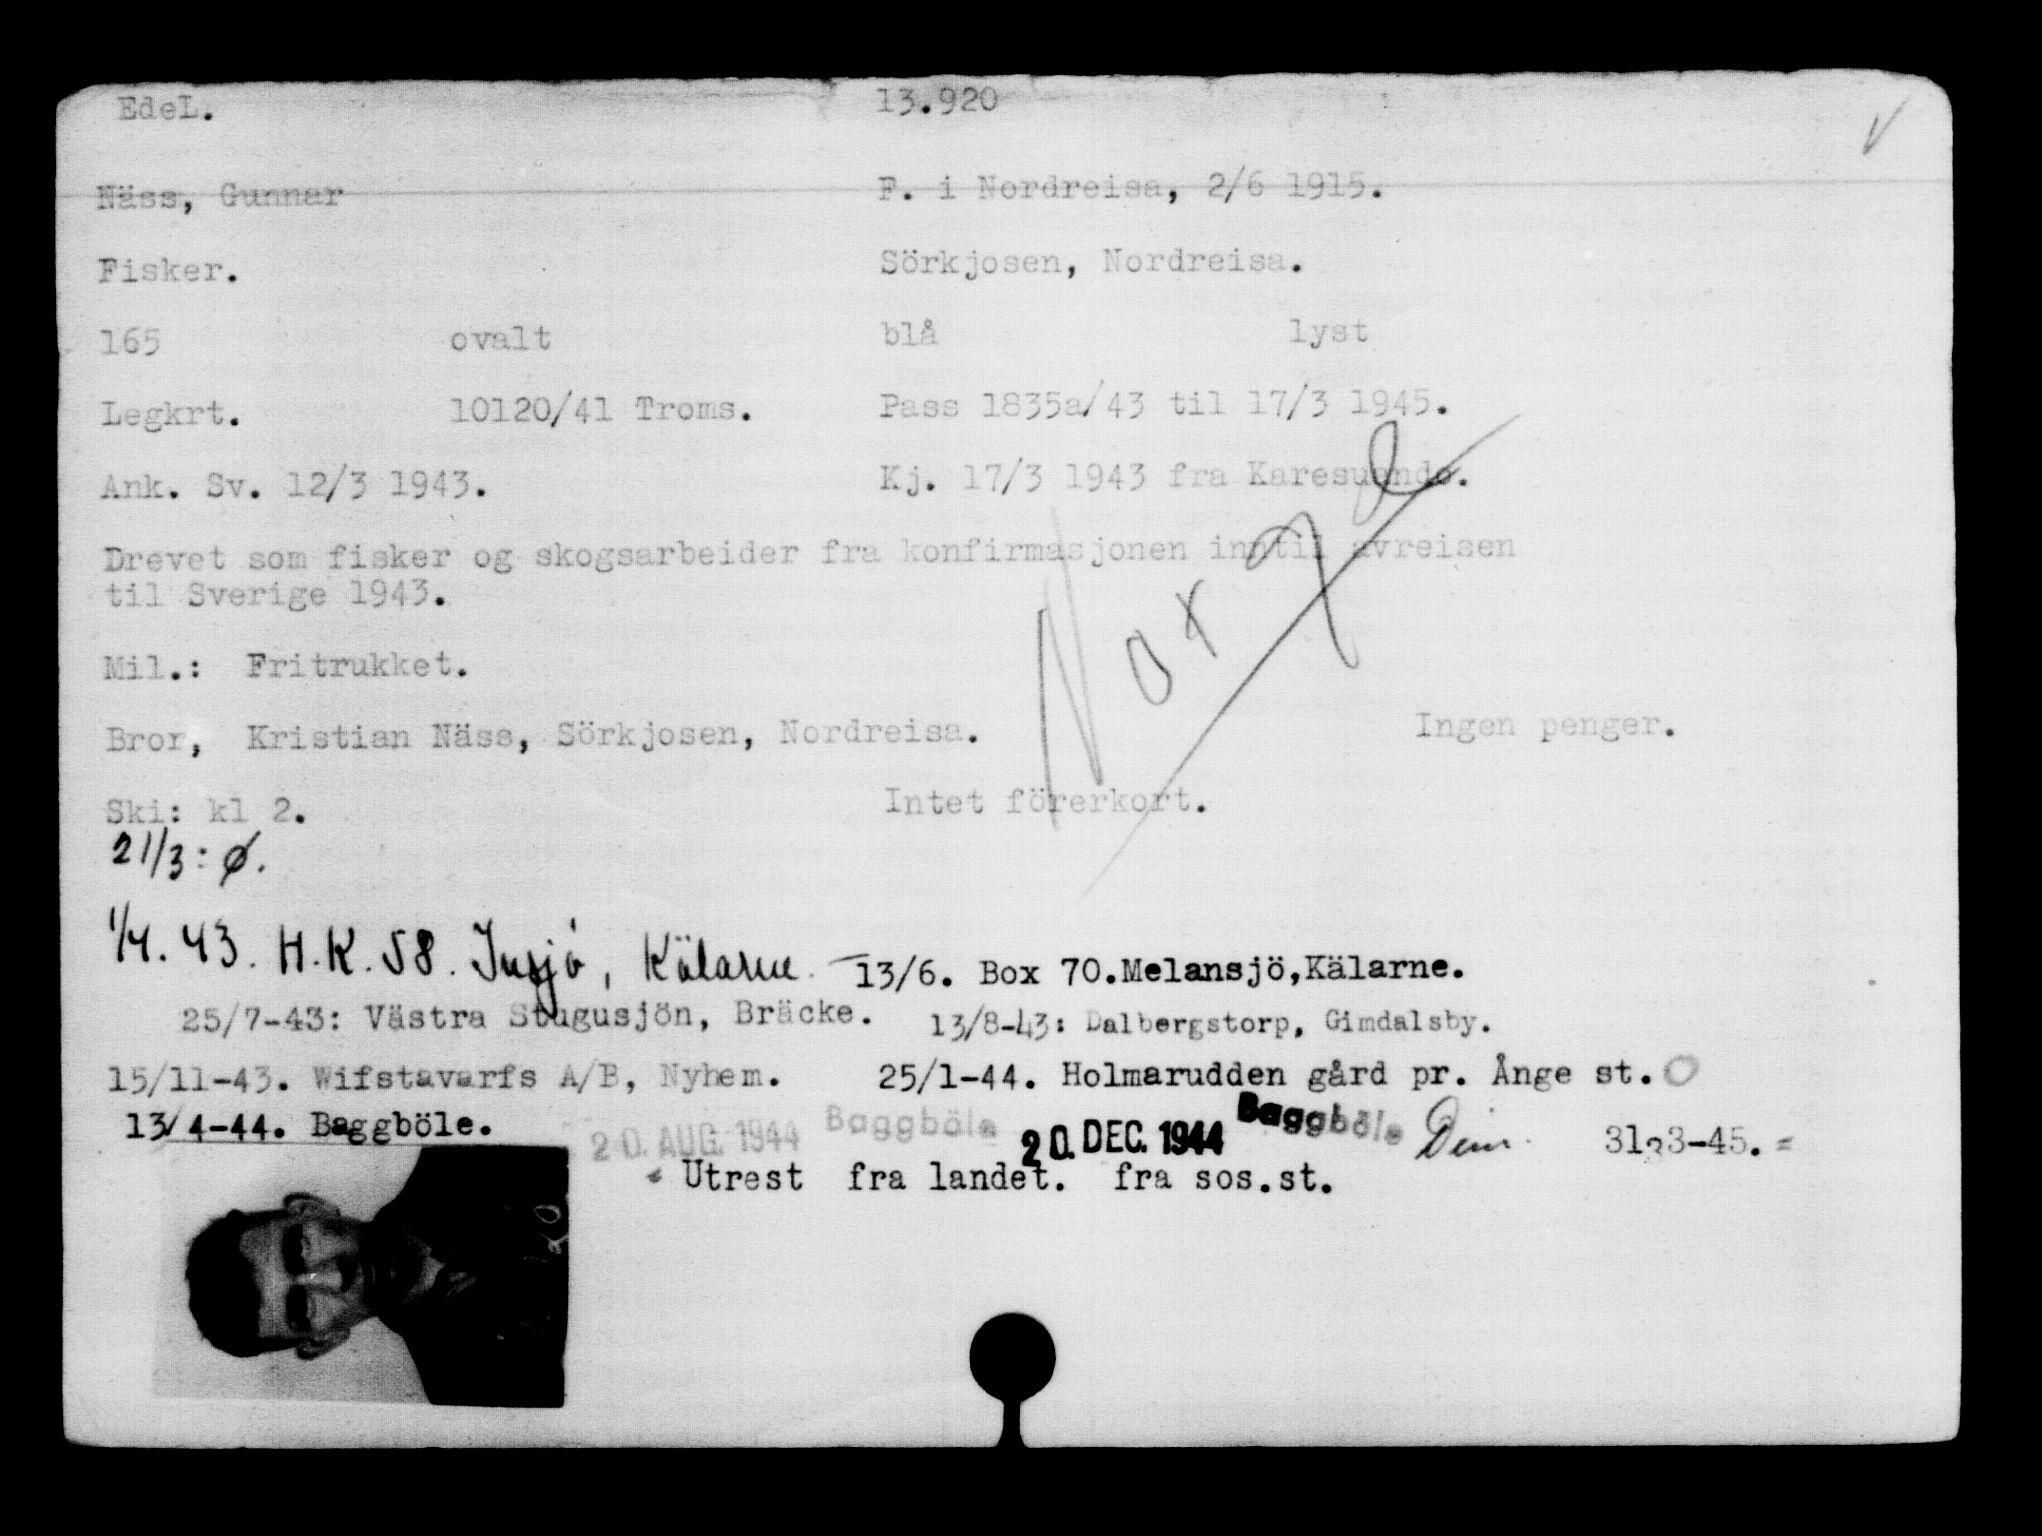 EdeL. 13.920
Näss, Gunnar F. i Nordreisa, 2/6 1915.
Fisker. Sörkjosen, Nordreisa.
165 ovalt blå lyst
Legkrt. 10120/41 Troms. Pass 1835a/43 til 17/3 1945.
Ank. Sv. 12/3 1943. Kj. 17/3 1943 fra Karesuando.
Drevet som fisker og skogsarbeider fra konfirmasjonen inntil avreisen
til Sverige 1943.
Norge
Mil.: Fritrukket.
Bror, Kristian Näss, Sörkjosen, Nordreisa. Ingen penger.
Ski: kl 2. Intet förerkort.
21/3: Ø.
1/4. 43. H.K. 58. Insjö, Kälarne. 13/6. Box 70.Melansjö,Kälarne.
25/7-43: Västra Stugusjön, Bräcke. 13/8-43: Dalbergstorp, Gimdalsby.
15/11-43. Wifstavarfs A/B, Nyhem. 25/1-44. Holmarudden gård pr. Ånge st.
13/4-44. Baggböle. 20. AUG. 1944 Baggböle 20. DEC. 1944 Baggböle 31/3-45. =
= Utrest fra landet. fra sos.st.